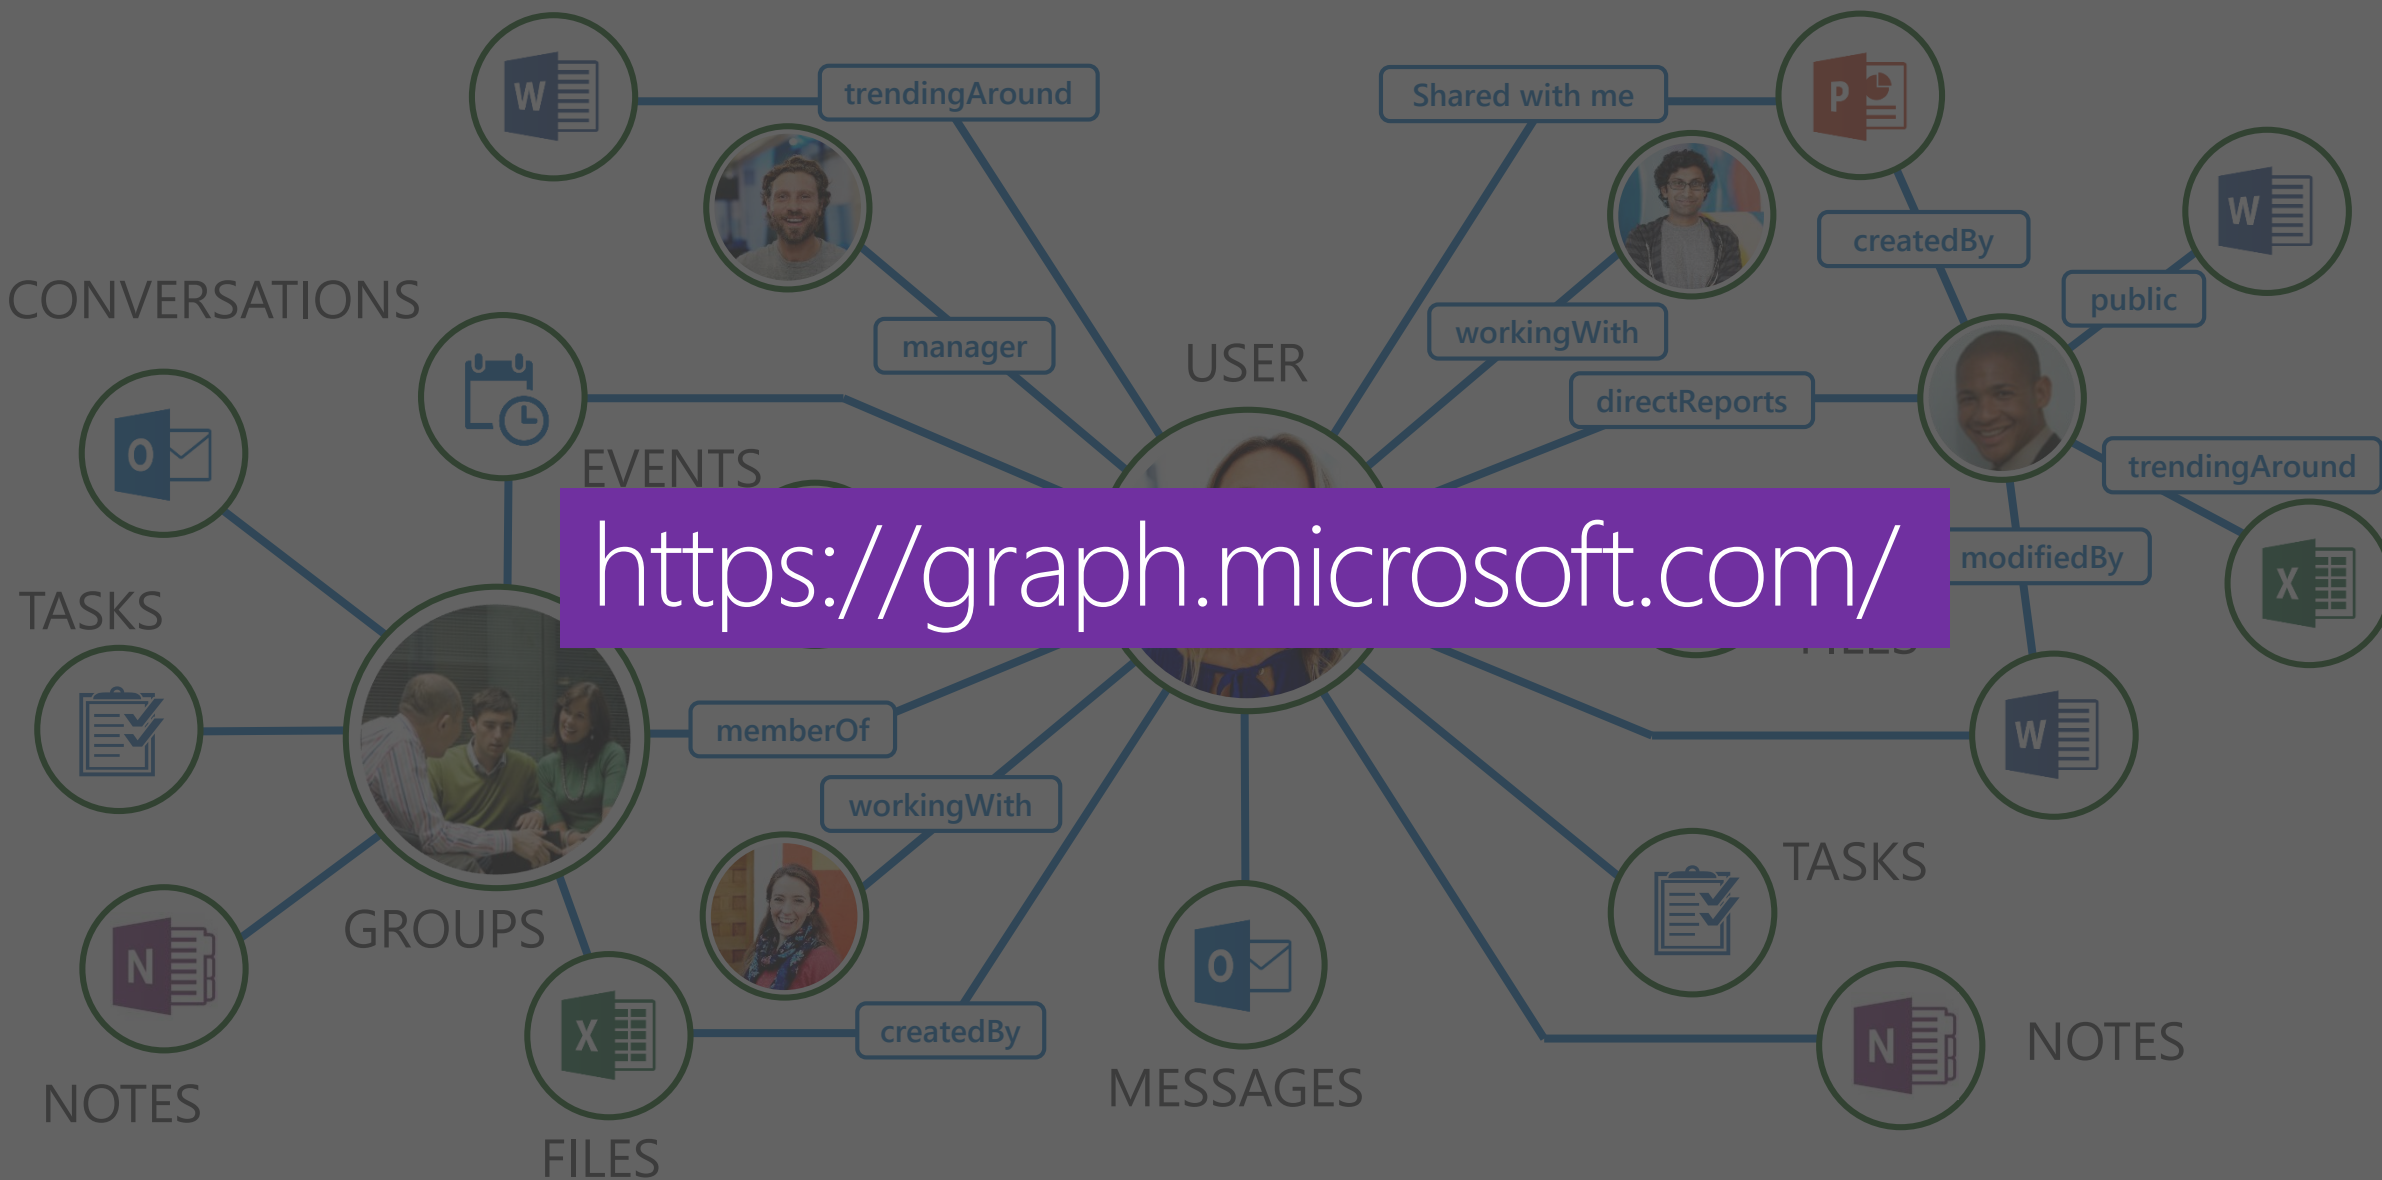 trendingAround
Shared with me
createdBy
CONVERSATIONS
public
manager
workingWith
USER
directReports
EVENTS
trendingAround
https://graph.microsoft.com/
modifiedBy
TASKS
FILES
memberOf
workingWith
TASKS
GROUPS
createdBy
NOTES
MESSAGES
NOTES
FILES
W
P
W
O
X
W
N
X
O
N